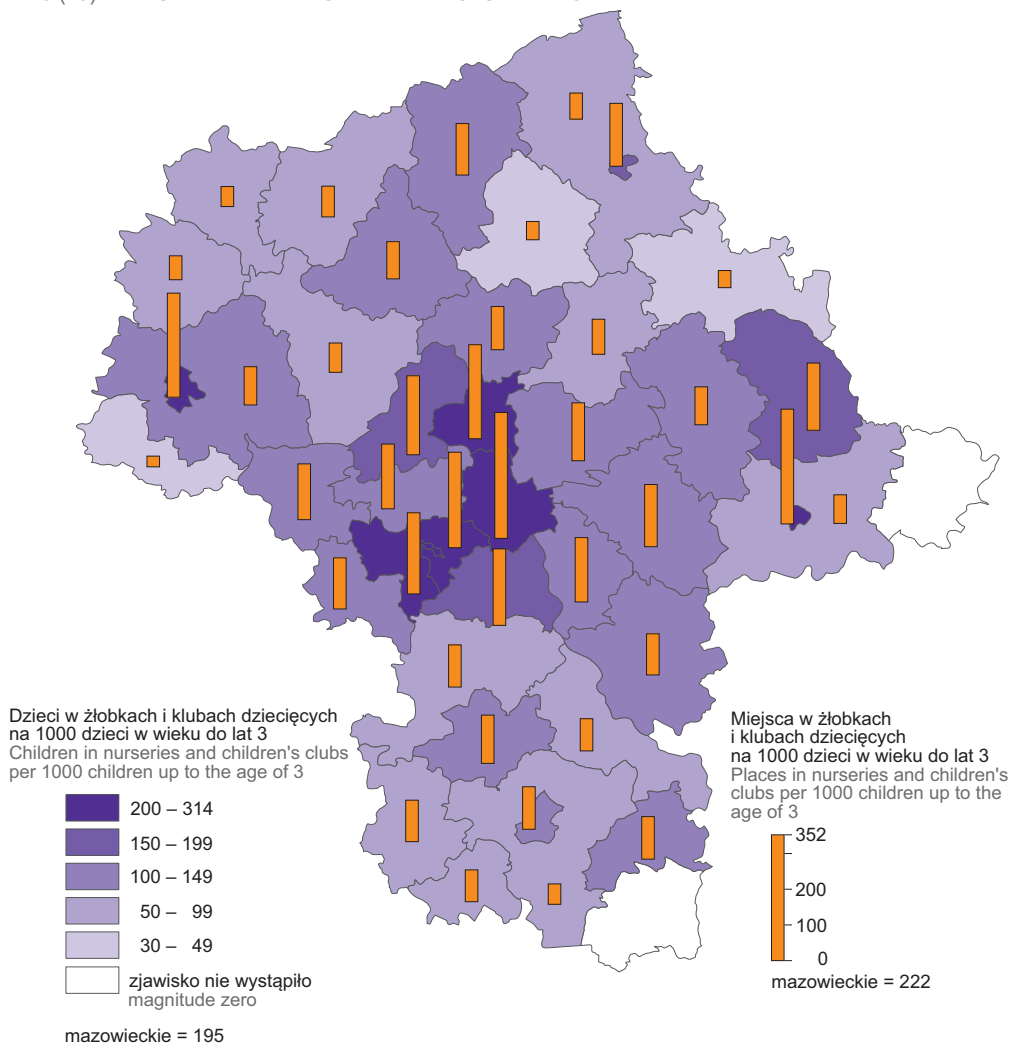 Dzieci w żłobkach i klubach dziecięcych
na 1000 dzieci w wieku do lat 3
Children in nurseries and children's clubs
per 1000 children up to the age of 3
200 – 314
150 – 199
100 – 149
50 – 99
30 – 49
zjawisko nie wystąpiło
magnitude zero
mazowieckie = 195
Miejsca w żłobkach
i klubach dziecięcych
na 1000 dzieci w wieku do lat 3
Places in nurseries and children's
clubs per 1000 children up to the
age of 3
352
200
100
0
mazowieckie = 222